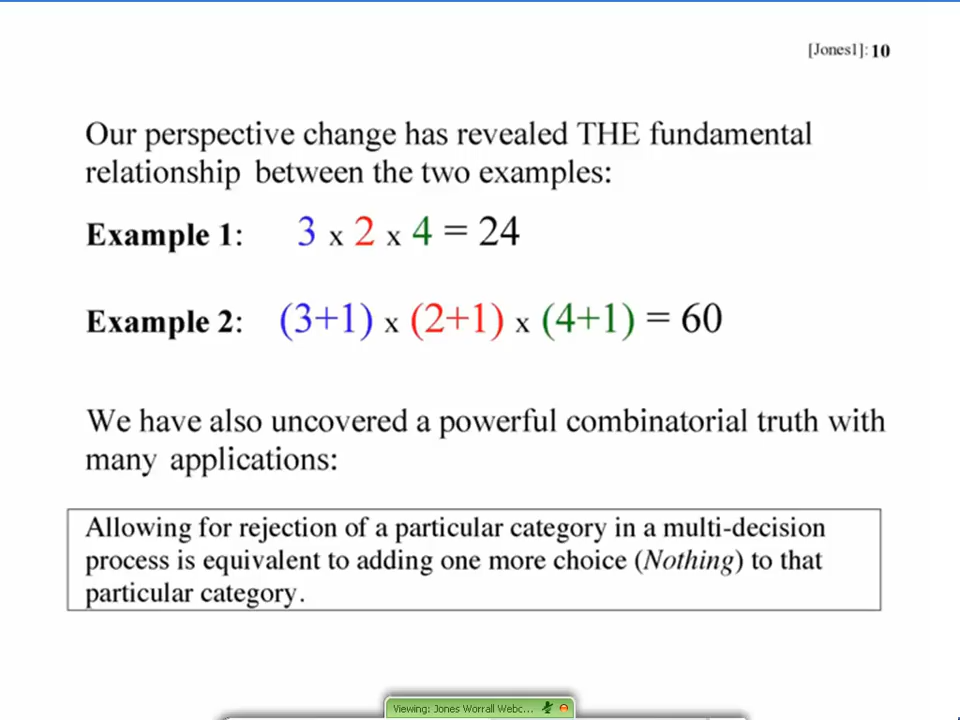 [Jones1]: 10
Our perspective change has revealed THE fundamental
relationship between the two examples:
Example 1: 3 x 2 x 4 = 24
Example 2: (3+1) x (2+1) x (4+1) = 60
We have also uncovered a powerful combinatorial truth with
many applications:
Allowing for rejection of a particular category in a multi-decision
process is equivalent to adding one more choice (Nothing) to that
particular category.
Viewing: Jones Worrall Webc...